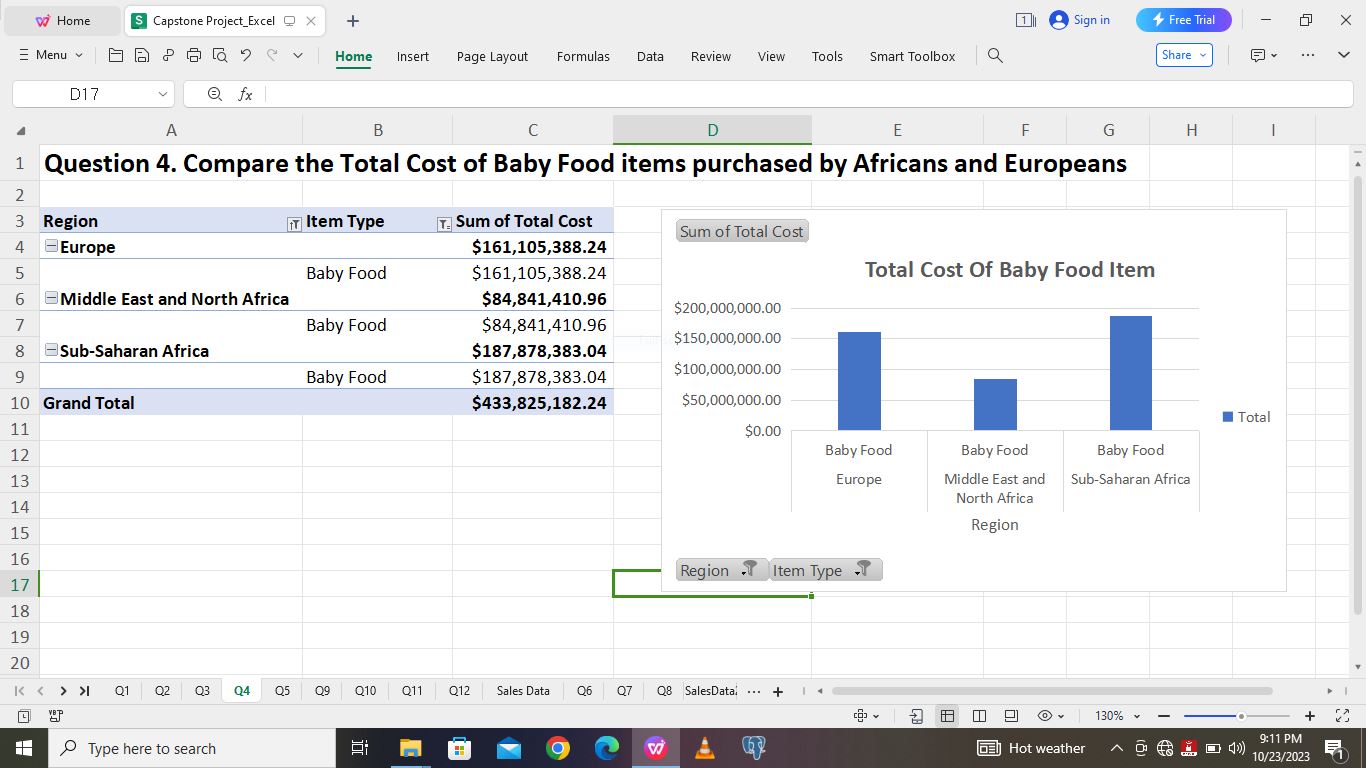 Home
Capstone Project_Excel
Sign in
Free Trial
Menu
Home Insert Page Layout Formulas Data Review View Tools Smart Toolbox
Share
D17
fx
A B C D E F G H I
1 Question 4. Compare the Total Cost of Baby Food items purchased by Africans and Europeans
2
3 Region Item Type Sum of Total Cost
4 Europe $161,105,388.24
5 Baby Food $161,105,388.24
6 Middle East and North Africa $84,841,410.96
7 Baby Food $84,841,410.96
8 Sub-Saharan Africa $187,878,383.04
9 Baby Food $187,878,383.04
10 Grand Total $433,825,182.24
11
12
13
14
15
16
17
18
19
20
Sum of Total Cost
Total Cost Of Baby Food Item
$200,000,000.00
$150,000,000.00
$100,000,000.00
$50,000,000.00
$0.00
Total
Baby Food Baby Food Baby Food
Europe Middle East and North Africa Sub-Saharan Africa
Region
Region Item Type
Q1 Q2 Q3 Q4 Q5 Q9 Q10 Q11 Q12 Sales Data Q6 Q7 Q8 SalesData
130%
Type here to search
Hot weather
9:11 PM
10/23/2023
1